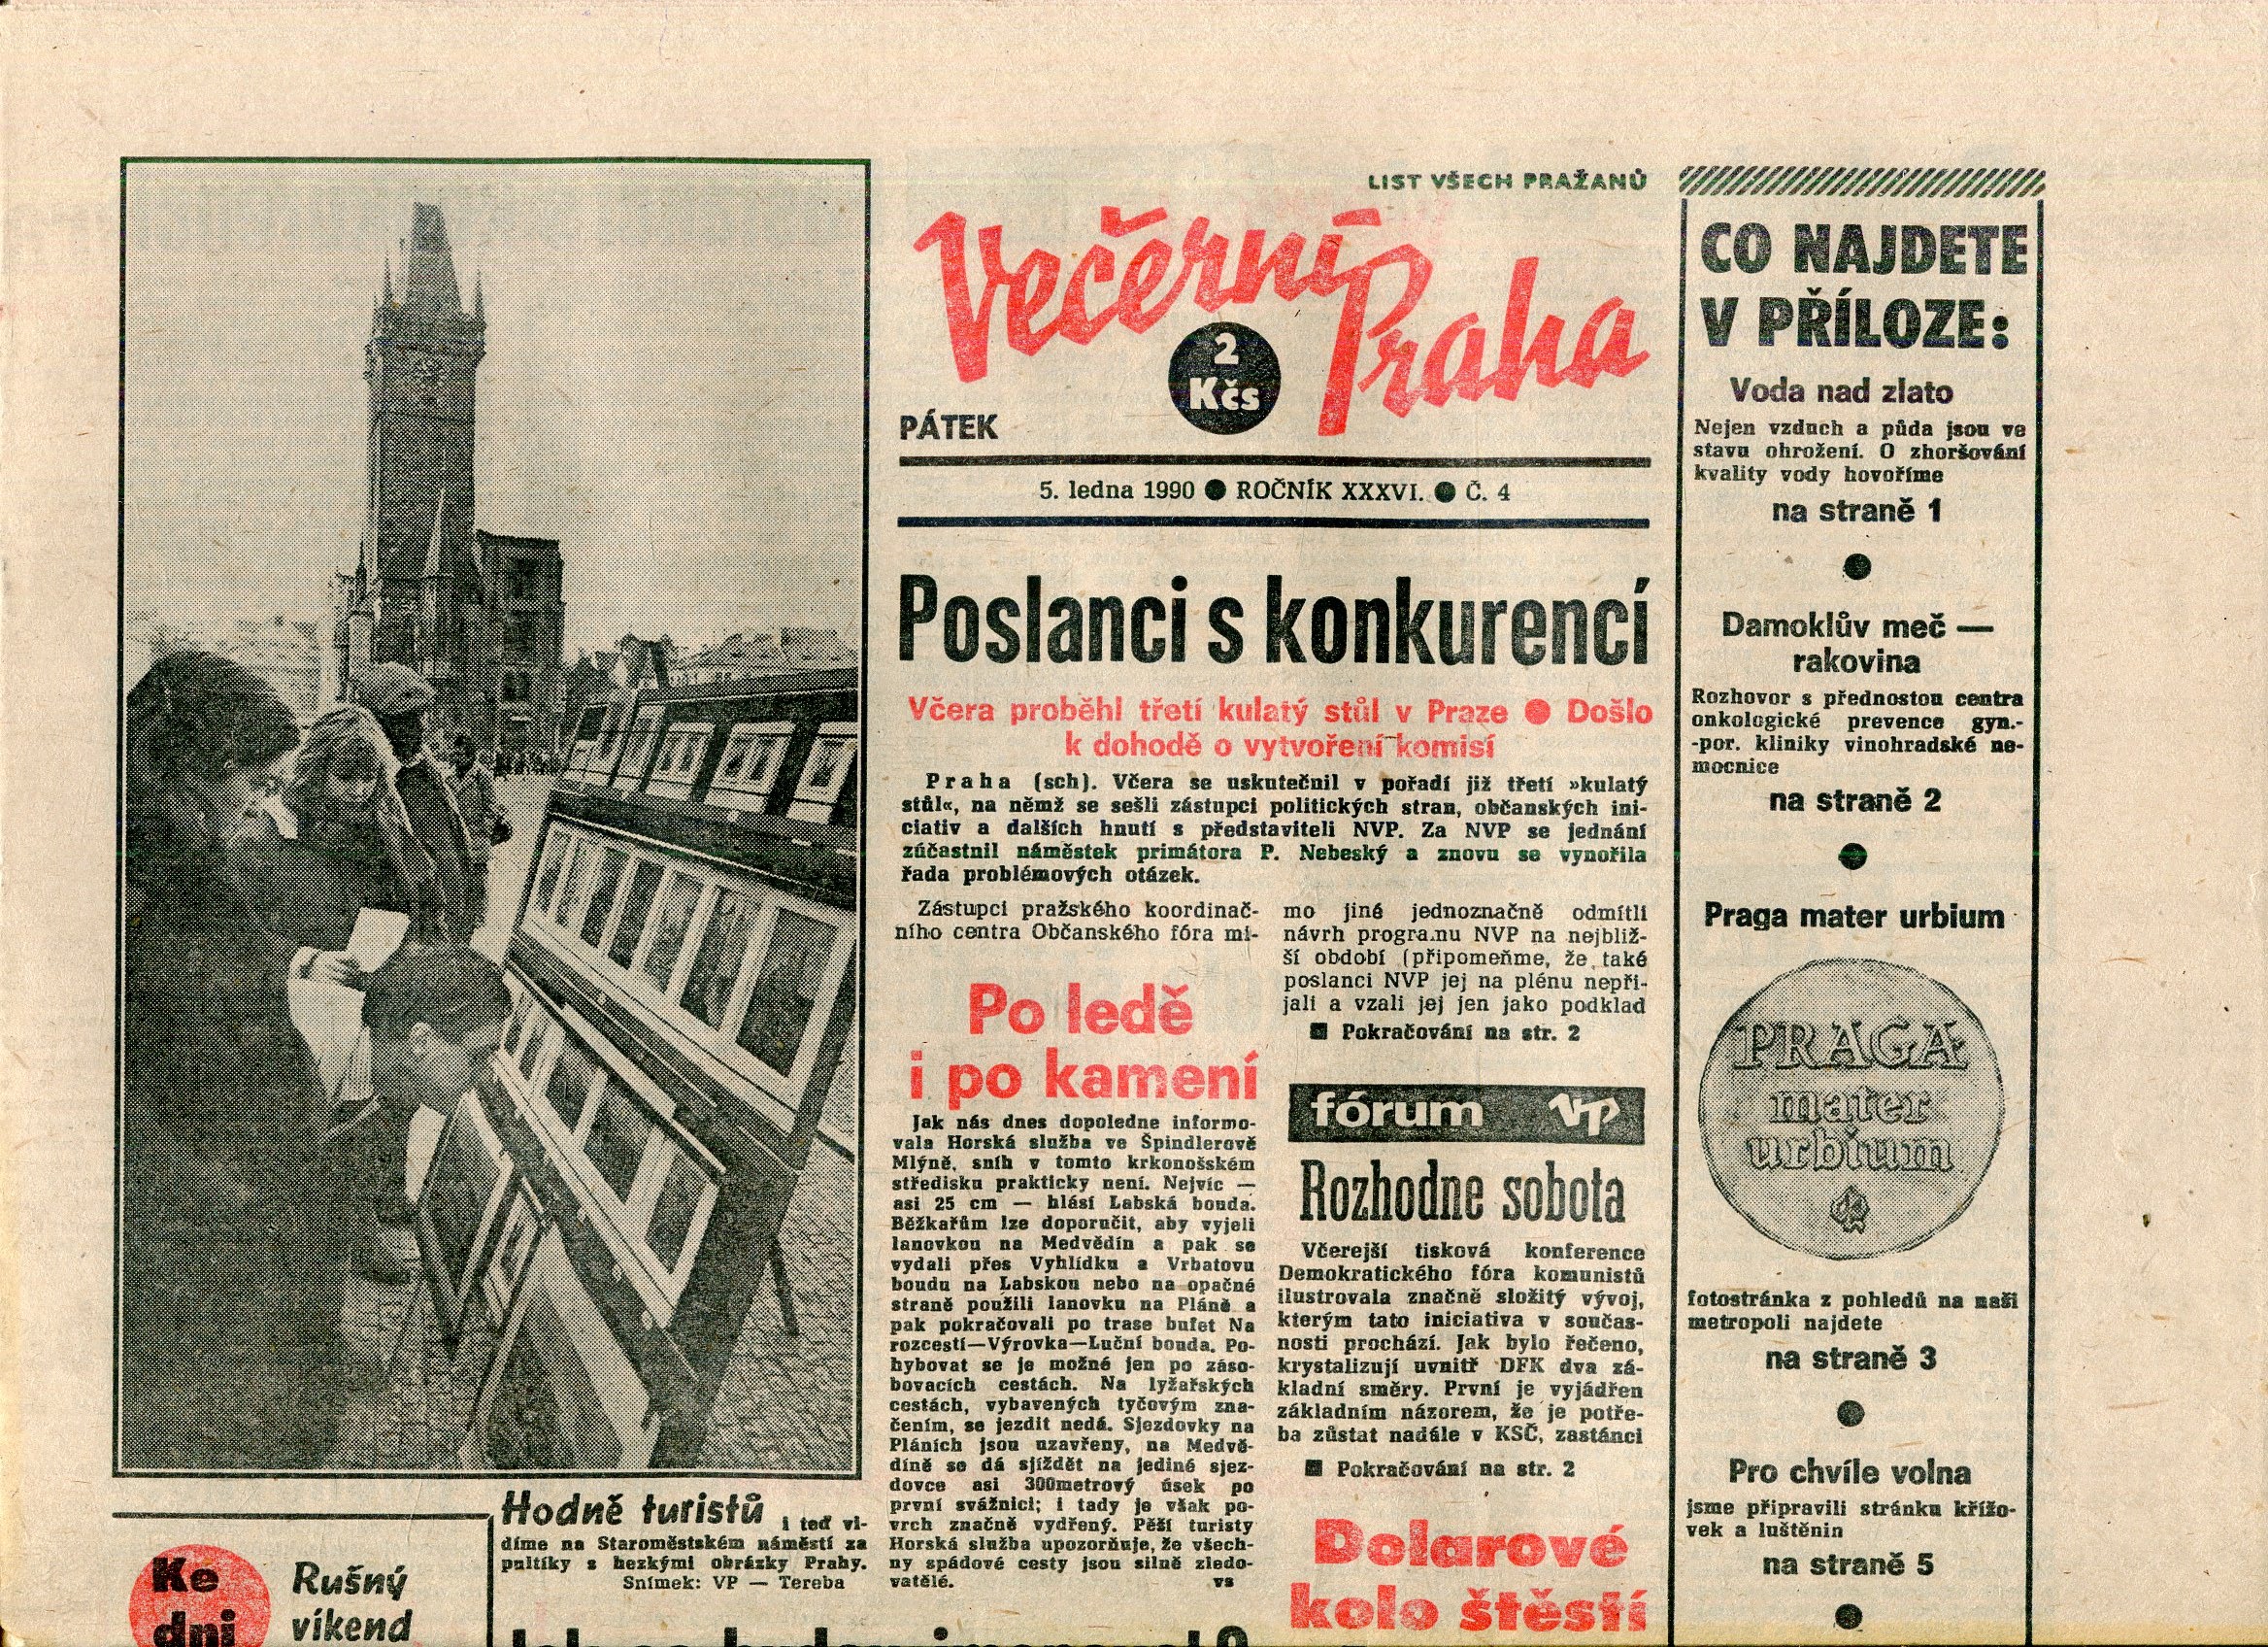 LIST VŠECH PRAŽANŮ
Večerní
Praha
2
Kčs
PÁTEK
5. ledna 1990 ● ROČNÍK XXXVI. ● Č. 4
Poslanci s konkurencí
Včera proběhl třetí kulatý stůl v Praze ● Došlo
k dohodě o vytvoření komisí
Praha (sch). Včera se uskutečnil v pořadí již třetí »kulatý
stůl«, na němž se sešli zástupci politických stran, občanských ini-
ciativ a dalších hnutí s představiteli NVP. Za NVP se jednání
zúčastnil náměstek primátora P. Nebeský a znovu se vynořila
řada problémových otázek.
Zástupci pražského koordinač-
ního centra Občanského fóra mi-
mo jiné jednoznačně odmítli
návrh programu NVP na nejbliž-
ší období (připomeňme, že také
poslanci NVP jej na plénu nepři-
jali a vzali jej jen jako podklad
■ Pokračování na str. 2
Po ledě
i po kamení
Jak nás dnes dopoledne informo-
vala Horská služba ve Špindlerově
Mlýně, sníh v tomto krkonošském
středisku prakticky není. Nejvíc —
asi 25 cm — hlásí Labská bouda.
Běžkařům lze doporučit, aby vyjeli
lanovkou na Medvědín a pak se
vydali přes Vyhlídku a Vrbatovu
boudu na Labskou nebo na opačné
straně použili lanovku na Pláně a
pak pokračovali po trase bufet Na
rozcestí—Výrovka—Luční bouda. Po-
hybovat se je možné jen po záso-
bovacích cestách. Na lyžařských
cestách, vybavených tyčovým zna-
čením, se jezdit nedá. Sjezdovky na
Pláních jsou uzavřeny, na Medvě-
díně se dá sjíždět na jediné sjez-
dovce asi 300metrový úsek po
první svážnici; i tady je však po-
vrch značně vydřený. Pěší turisty
Horská služba upozorňuje, že všech-
ny spádové cesty jsou silně zledo-
vatělé. vs
fórum VP
Rozhodne sobota
Včerejší tisková konference
Demokratického fóra komunistů
ilustrovala značně složitý vývoj,
kterým tato iniciativa v součas-
nosti prochází. Jak bylo řečeno,
krystalizují uvnitř DFK dva zá-
kladní směry. První je vyjádřen
základním názorem, že je potře-
ba zůstat nadále v KSČ, zastánci
■ Pokračování na str. 2
Dolarové
kolo štěstí
CO NAJDETE
V PŘÍLOZE:
Voda nad zlato
Nejen vzduch a půda jsou ve
stavu ohrožení. O zhoršování
kvality vody hovoříme
na straně 1
●
Damoklův meč —
rakovina
Rozhovor s přednostou centra
onkologické prevence gyn.-
-por. kliniky vinohradské ne-
mocnice
na straně 2
●
Praga mater urbium
PRAGA
mater
urbium
fotostránka z pohledů na naši
metropoli najdete
na straně 3
●
Pro chvíle volna
jsme připravili stránku křížo-
vek a luštěnin
na straně 5
●
Hodně turistů i teď vi-
díme na Staroměstském náměstí za
pultíky s hezkými obrázky Prahy.
Snímek: VP — Tereba
Ke
dni
Rušný
víkend